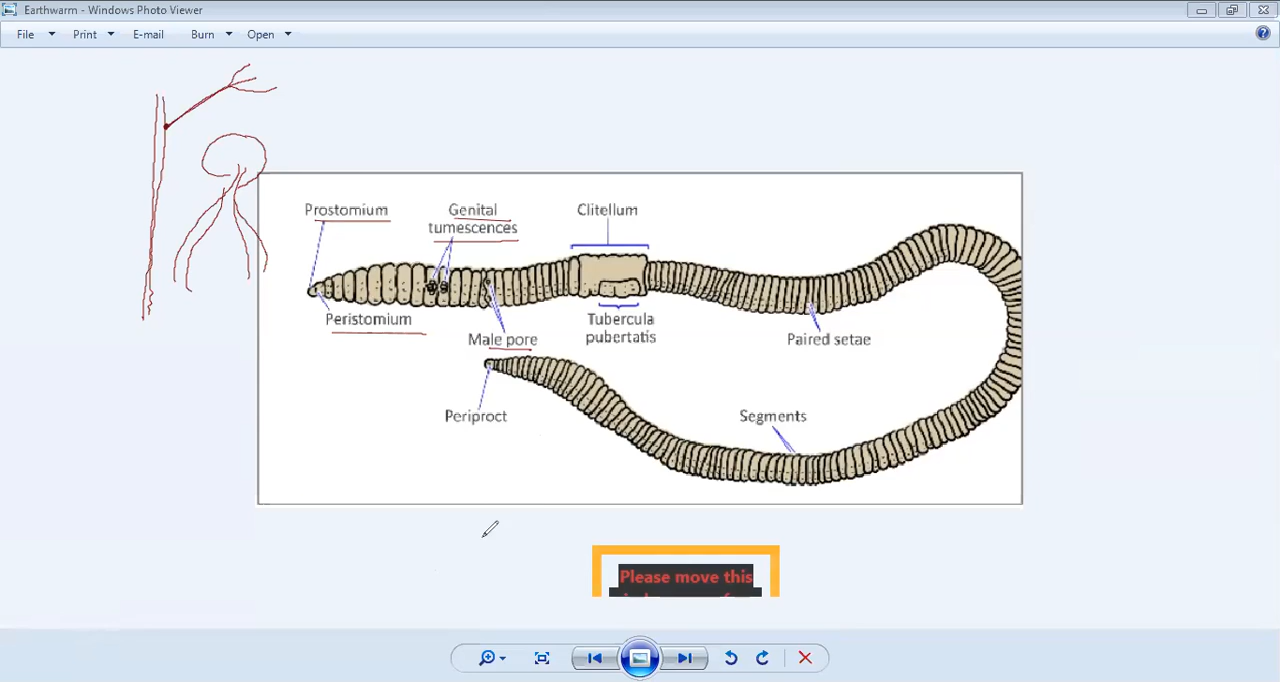 Earthwarm - Windows Photo Viewer
File Print E-mail Burn Open
Prostomium
Genital
tumescences
Clitellum
Peristomium
Male pore
Tubercula
pubertatis
Paired setae
Periproct
Segments
Please move this